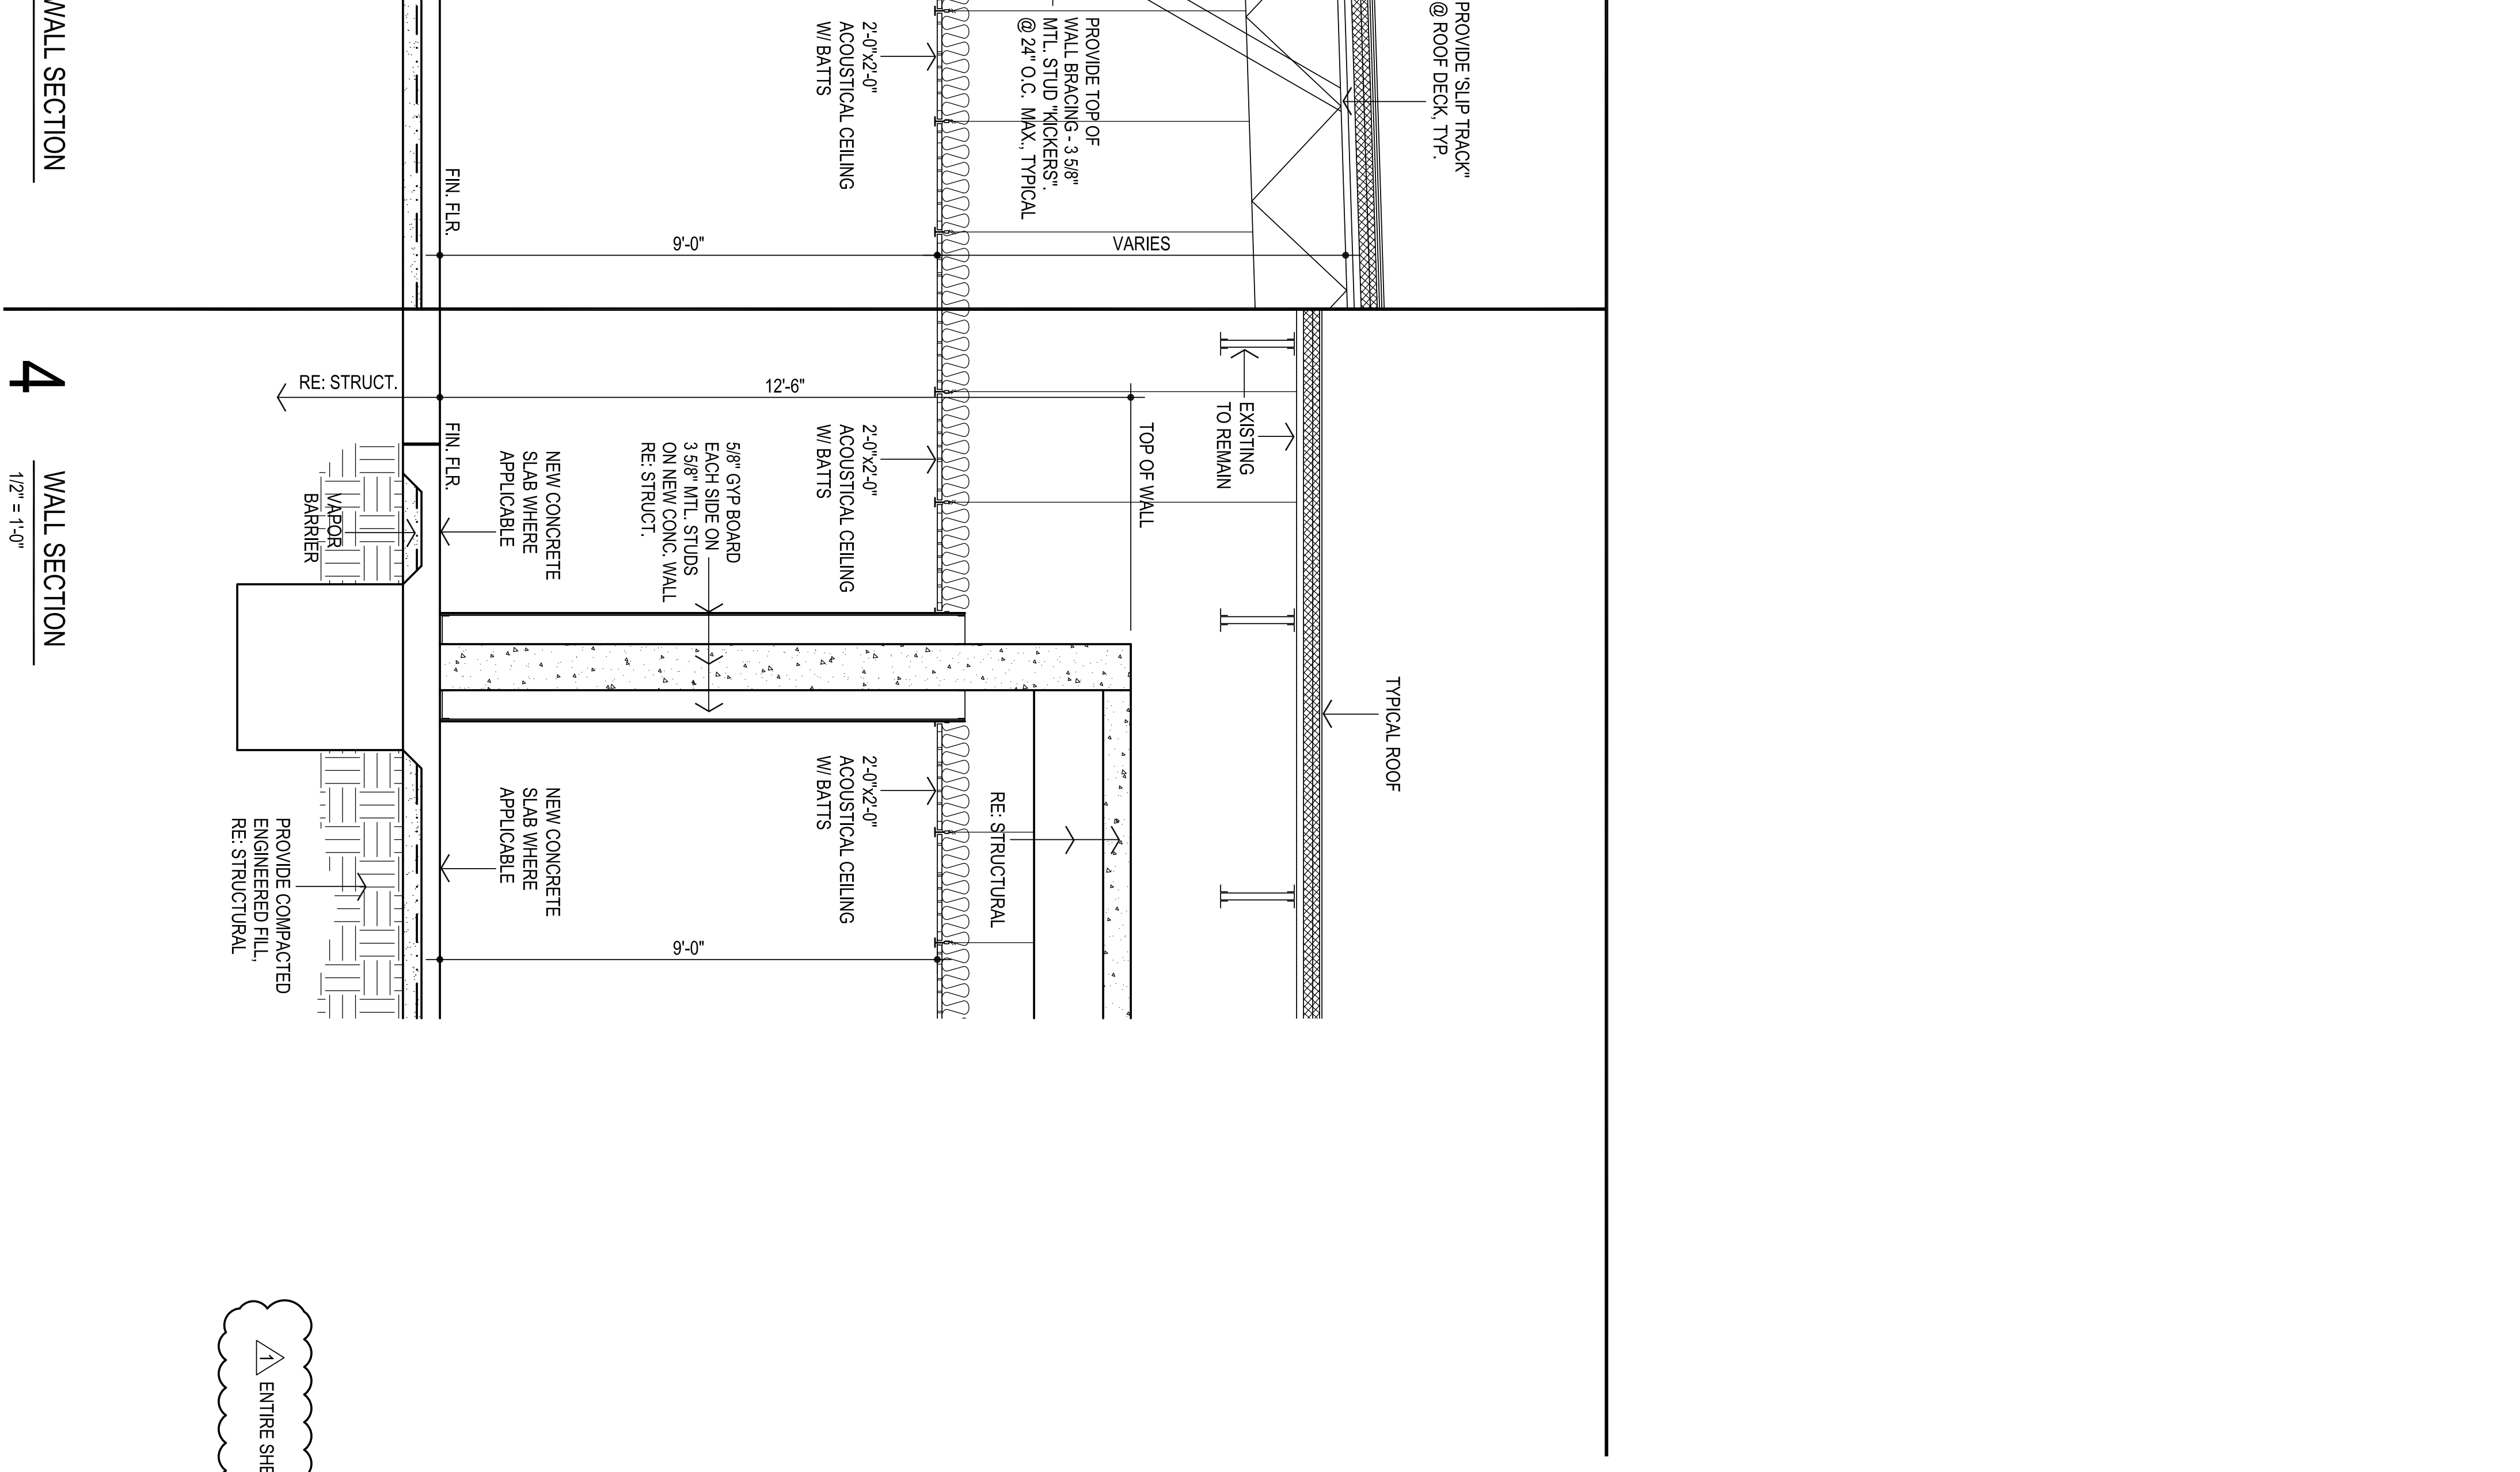 PROVIDE 'SLIP TRACK"
@ ROOF DECK, TYP.
PROVIDE TOP OF
WALL BRACING - 3 5/8"
MTL. STUD "KICKERS".
@ 24" O.C. MAX., TYPICAL
2'-0"x2'-0"
ACOUSTICAL CEILING
W/ BATTS
VARIES
9'-0"
FIN. FLR.
WALL SECTION
TYPICAL ROOF
EXISTING
TO REMAIN
TOP OF WALL
RE: STRUCTURAL
12'-6"
RE: STRUCT.
2'-0"x2'-0"
ACOUSTICAL CEILING
W/ BATTS
2'-0"x2'-0"
ACOUSTICAL CEILING
W/ BATTS
5/8" GYP BOARD
EACH SIDE ON
3 5/8" MTL. STUDS
ON NEW CONC. WALL
RE: STRUCT.
9'-0"
NEW CONCRETE
SLAB WHERE
APPLICABLE
NEW CONCRETE
SLAB WHERE
APPLICABLE
FIN. FLR.
VAPOR
BARRIER
PROVIDE COMPACTED
ENGINEERED FILL,
RE: STRUCTURAL
4
WALL SECTION
1/2" = 1'-0"
1 ENTIRE